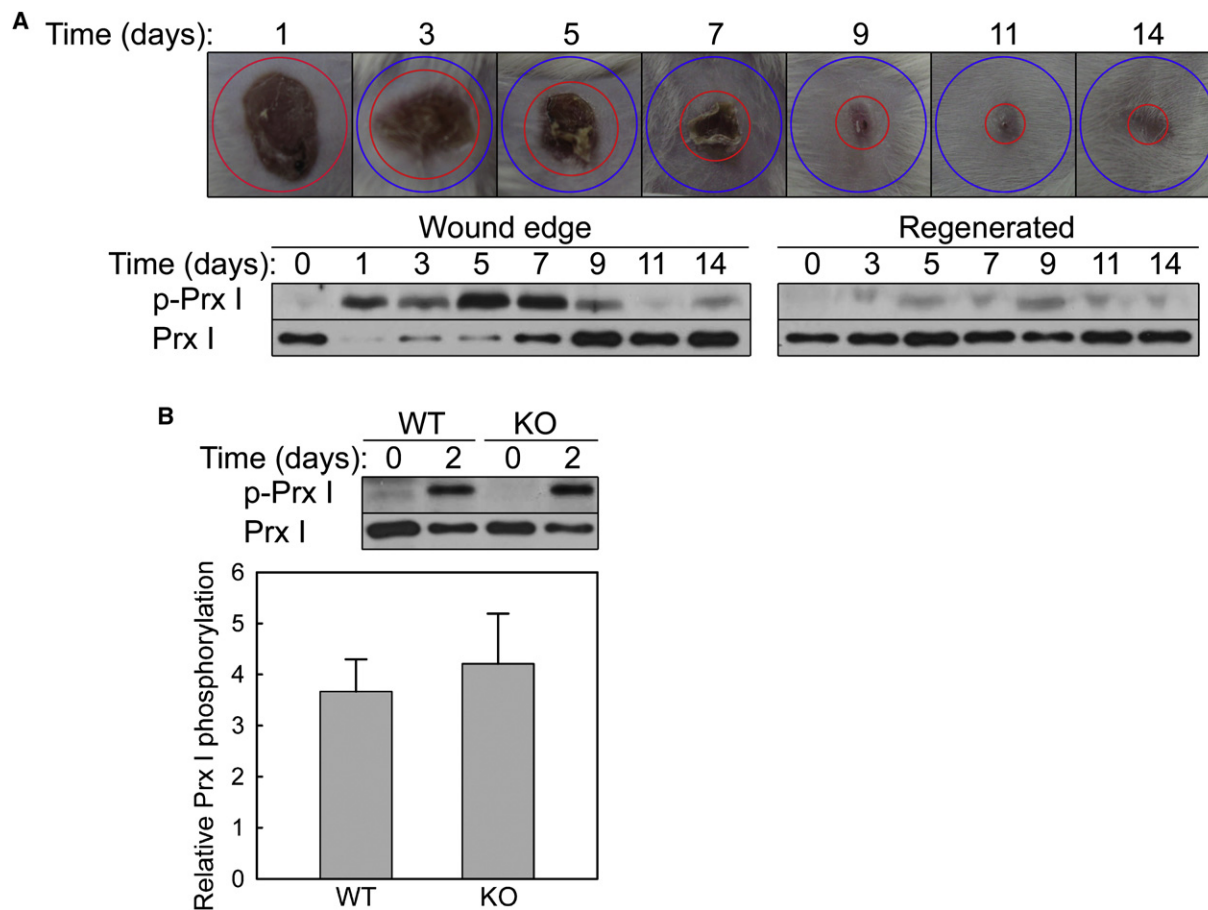 A
Time (days): 1 3 5 7 9 11 14
Wound edge Regenerated
Time (days): 0 1 3 5 7 9 11 14 0 3 5 7 9 11 14
p-Prx I
Prx I
B
WT KO
Time (days): 0 2 0 2
p-Prx I
Prx I
Relative Prx I phosphorylation
6
5
4
3
2
1
0
WT KO